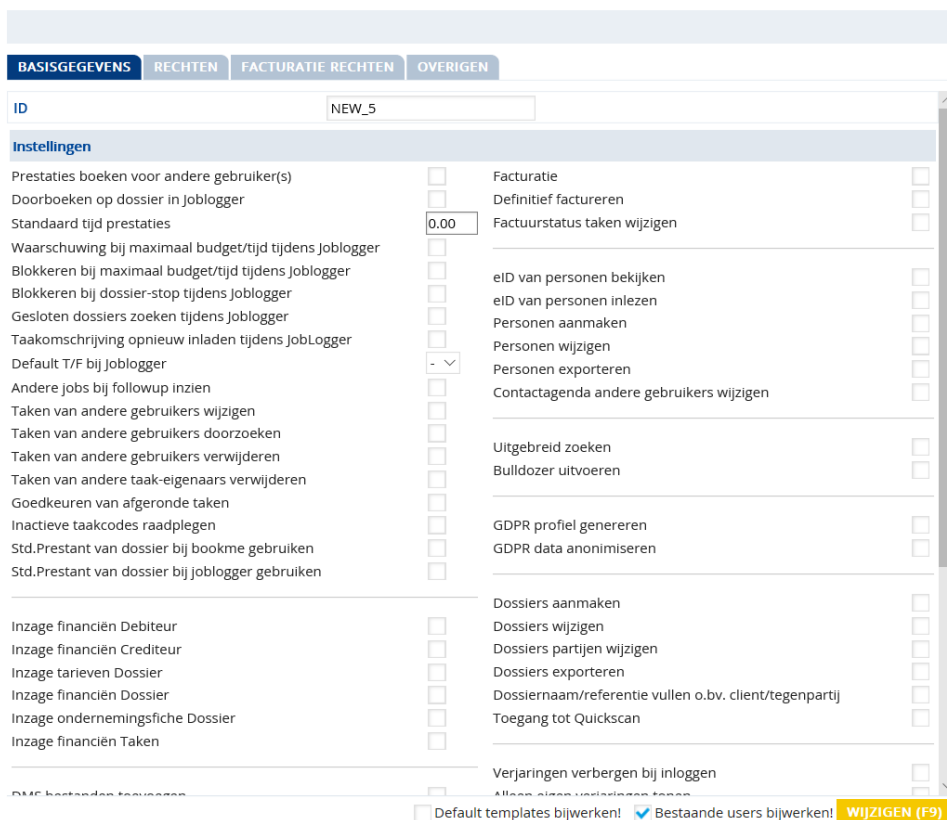 BASISGEGEVENS RECHTEN FACTURATIE RECHTEN OVERIGEN
ID NEW_5
Instellingen
Prestaties boeken voor andere gebruiker(s)
Doorboeken op dossier in Joblogger
Standaard tijd prestaties 0.00
Waarschuwing bij maximaal budget/tijd tijdens Joblogger
Blokkeren bij maximaal budget/tijd tijdens Joblogger
Blokkeren bij dossier-stop tijdens Joblogger
Gesloten dossiers zoeken tijdens Joblogger
Taakomschrijving opnieuw inladen tijdens JobLogger
Default T/F bij Joblogger -
Andere jobs bij followup inzien
Taken van andere gebruikers wijzigen
Taken van andere gebruikers doorzoeken
Taken van andere gebruikers verwijderen
Taken van andere taak-eigenaars verwijderen
Goedkeuren van afgeronde taken
Inactieve taakcodes raadplegen
Std.Prestant van dossier bij bookme gebruiken
Std.Prestant van dossier bij joblogger gebruiken
Inzage financiën Debiteur
Inzage financiën Crediteur
Inzage tarieven Dossier
Inzage financiën Dossier
Inzage ondernemingsfiche Dossier
Inzage financiën Taken
DMS bestanden toevoegen
Facturatie
Definitief factureren
Factuurstatus taken wijzigen
eID van personen bekijken
eID van personen inlezen
Personen aanmaken
Personen wijzigen
Personen exporteren
Contactagenda andere gebruikers wijzigen
Uitgebreid zoeken
Bulldozer uitvoeren
GDPR profiel genereren
GDPR data anonimiseren
Dossiers aanmaken
Dossiers wijzigen
Dossiers partijen wijzigen
Dossiers exporteren
Dossiernaam/referentie vullen o.bv. client/tegenpartij
Toegang tot Quickscan
Verjaringen verbergen bij inloggen
Alleen eigen verjaringen tonen
Default templates bijwerken! Bestaande users bijwerken! WIJZIGEN (F9)